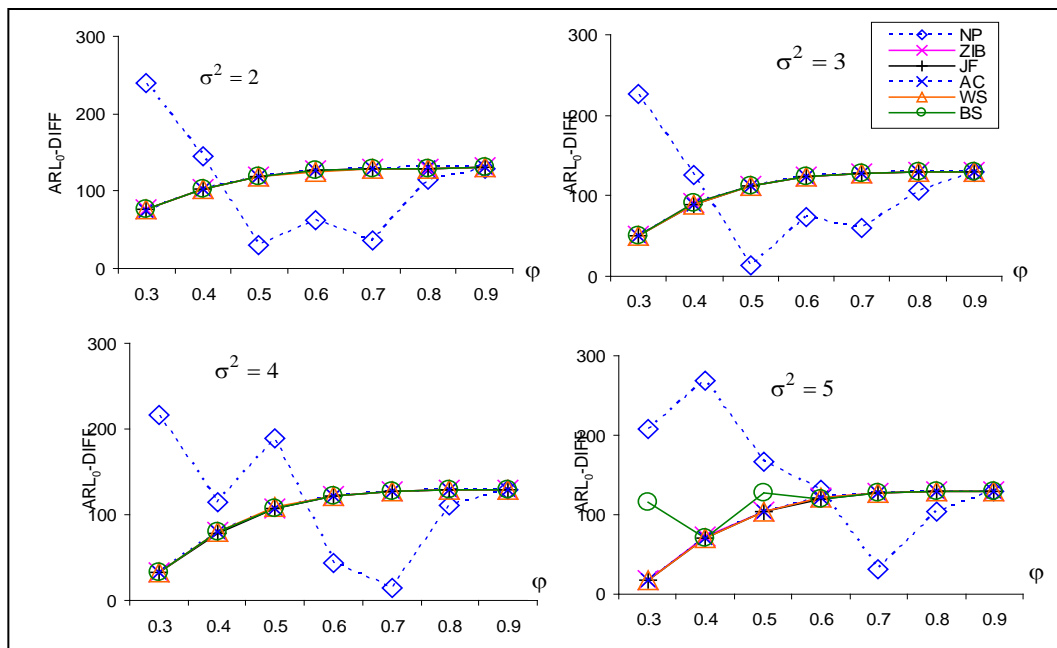 300
200
100
0
ARL₀-DIFF
σ² = 2
0.3 0.4 0.5 0.6 0.7 0.8 0.9
φ
300
200
100
0
ARL₀-DIFF
σ² = 3
NP
ZIB
JF
AC
WS
BS
0.3 0.4 0.5 0.6 0.7 0.8 0.9
φ
300
200
100
0
ARL₀-DIFF
σ² = 4
0.3 0.4 0.5 0.6 0.7 0.8 0.9
φ
300
200
100
0
ARL₀-DIFF
σ² = 5
0.3 0.4 0.5 0.6 0.7 0.8 0.9
φ